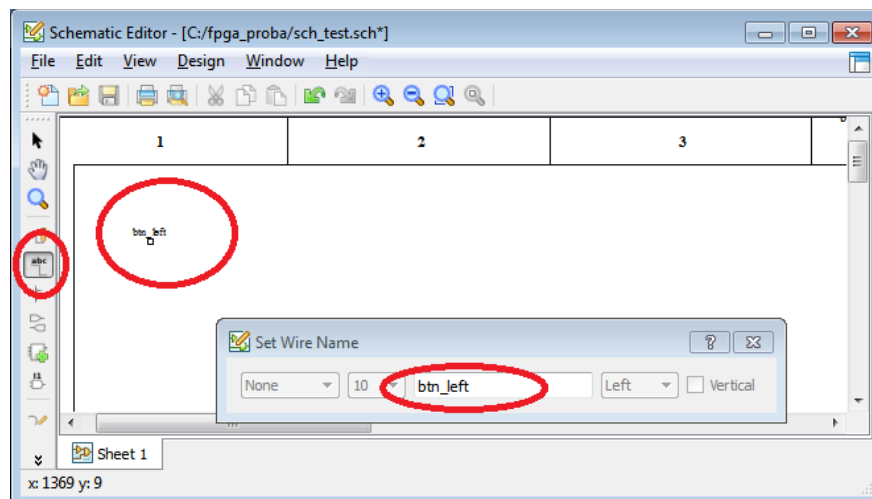 Schematic Editor - [C:/fpga_proba/sch_test.sch*]
File Edit View Design Window Help
1 2 3
btn_left
abc
Set Wire Name
None 10 btn_left Left Vertical
Sheet 1
x: 1369 y: 9